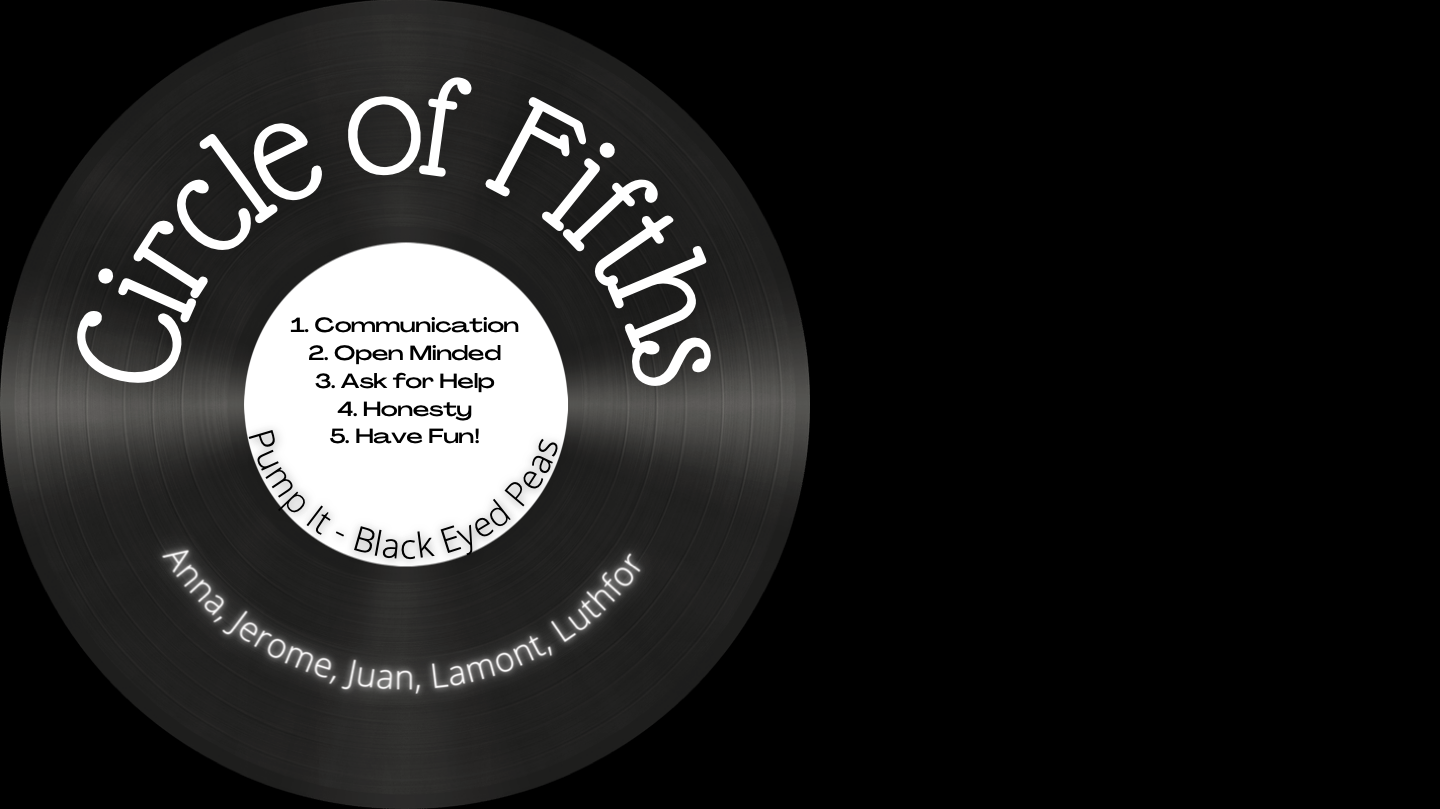 Circle of Fifths
1. Communication
2. Open Minded
3. Ask for Help
4. Honesty
5. Have Fun!
Pump It - Black Eyed Peas
Anna, Jerome, Juan, Lamont, Luthfor